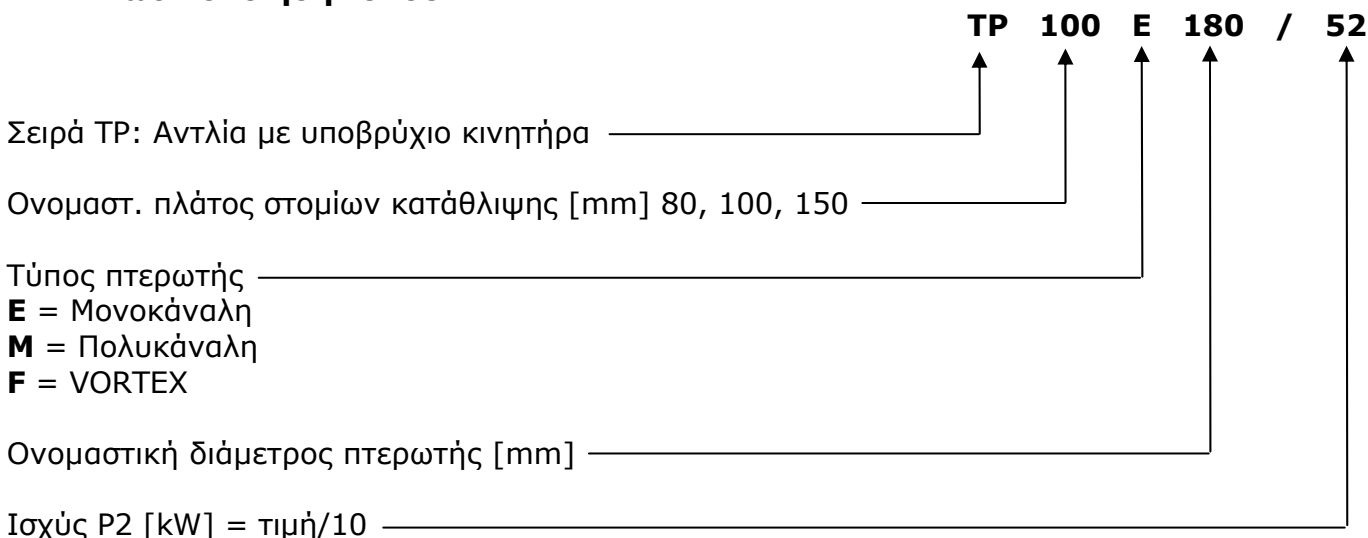 TP 100 E 180 / 52
Σειρά TP: Αντλία με υποβρύχιο κινητήρα
Ονομαστ. πλάτος στομίων κατάθλιψης [mm] 80, 100, 150
Τύπος πτερωτής
E = Μονοκάναλη
M = Πολυκάναλη
F = VORTEX
Ονομαστική διάμετρος πτερωτής [mm]
Ισχύς P2 [kW] = τιμή/10